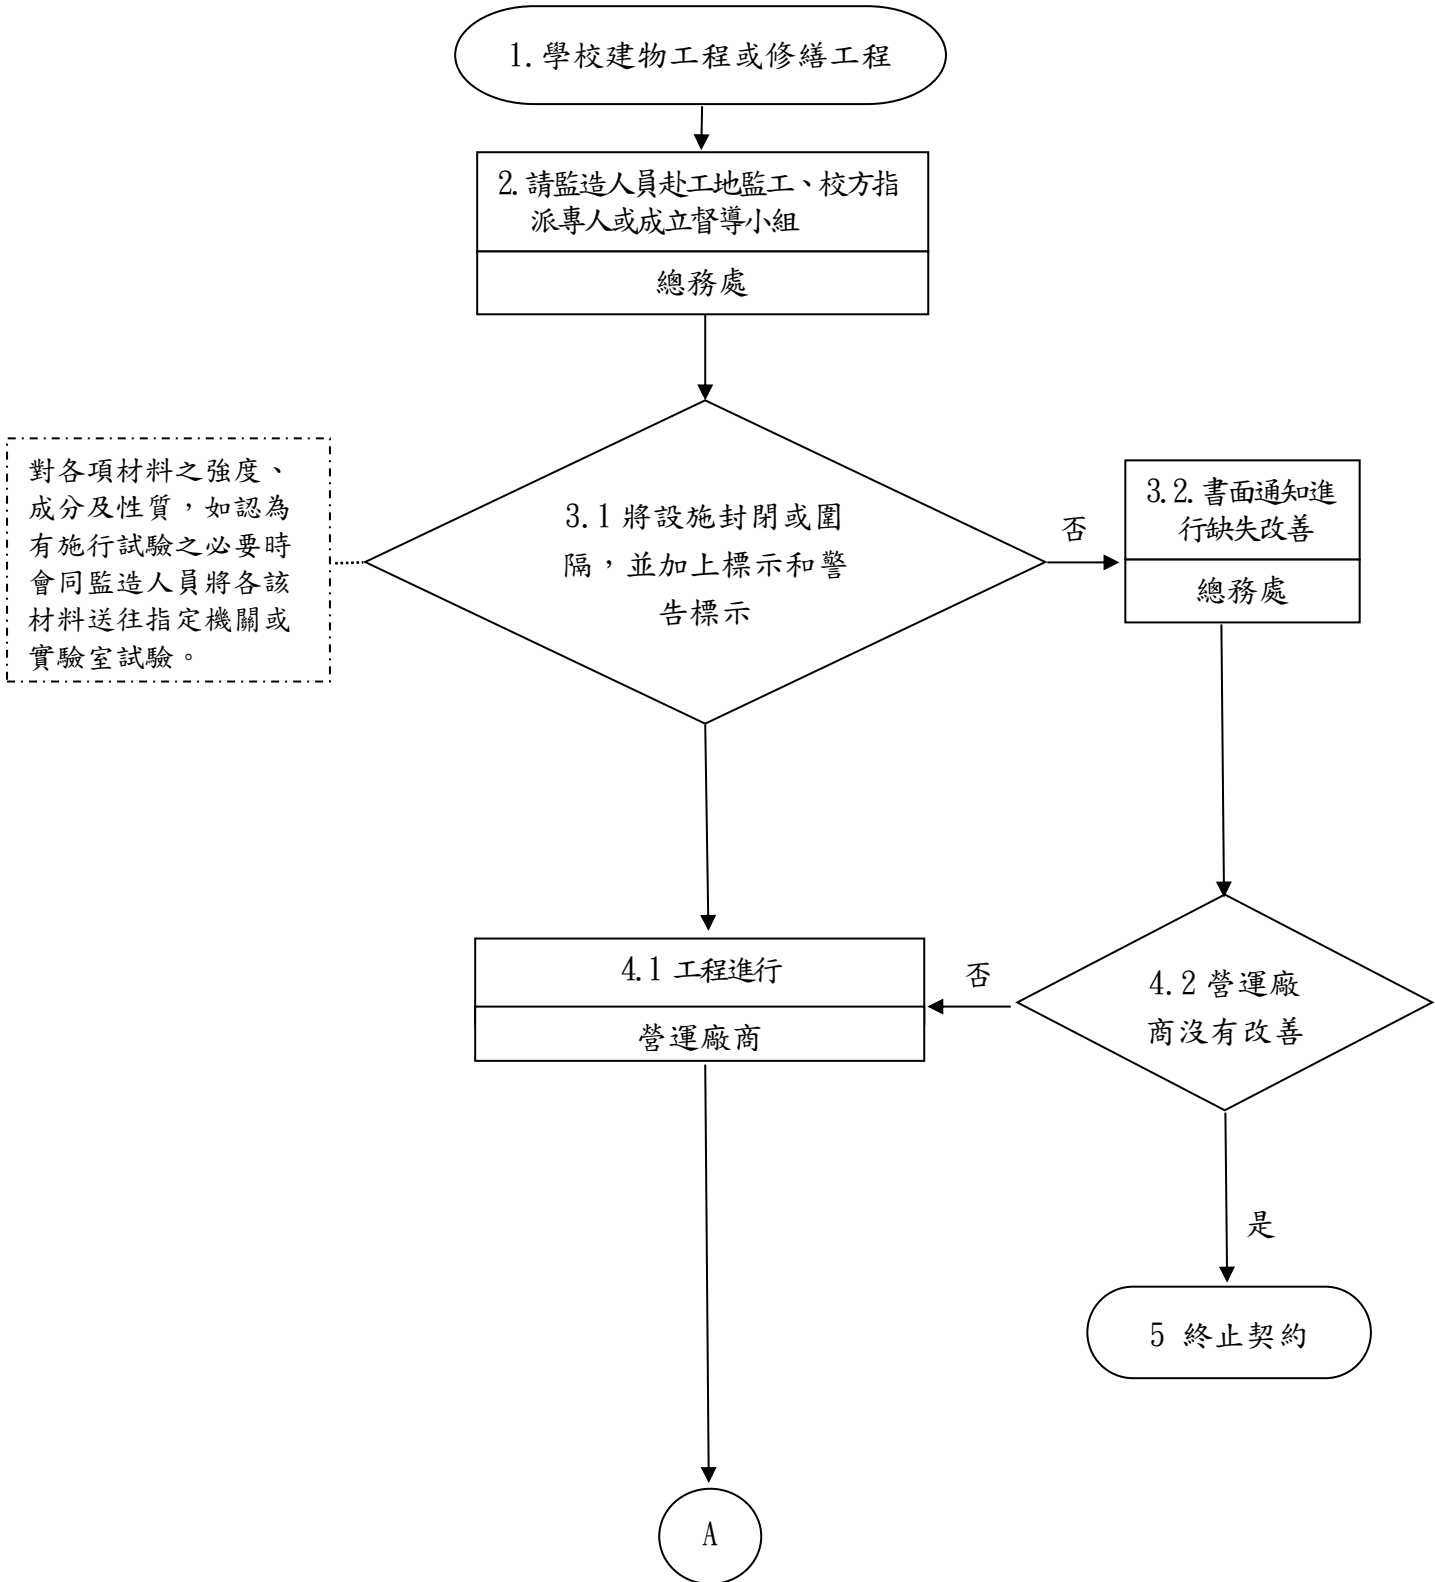 1.學校建物工程或修繕工程
2.請監造人員赴工地監工、校方指
派專人或成立督導小組
總務處
對各項材料之強度、
成分及性質，如認為
有施行試驗之必要時
會同監造人員將各該
材料送往指定機關或
實驗室試驗。
3.1 將設施封閉或圍
隔，並加上標示和警
告標示
否
3.2.書面通知進
行缺失改善
總務處
4.1 工程進行
營運廠商
否
4.2 營運廠
商沒有改善
是
5 終止契約
A